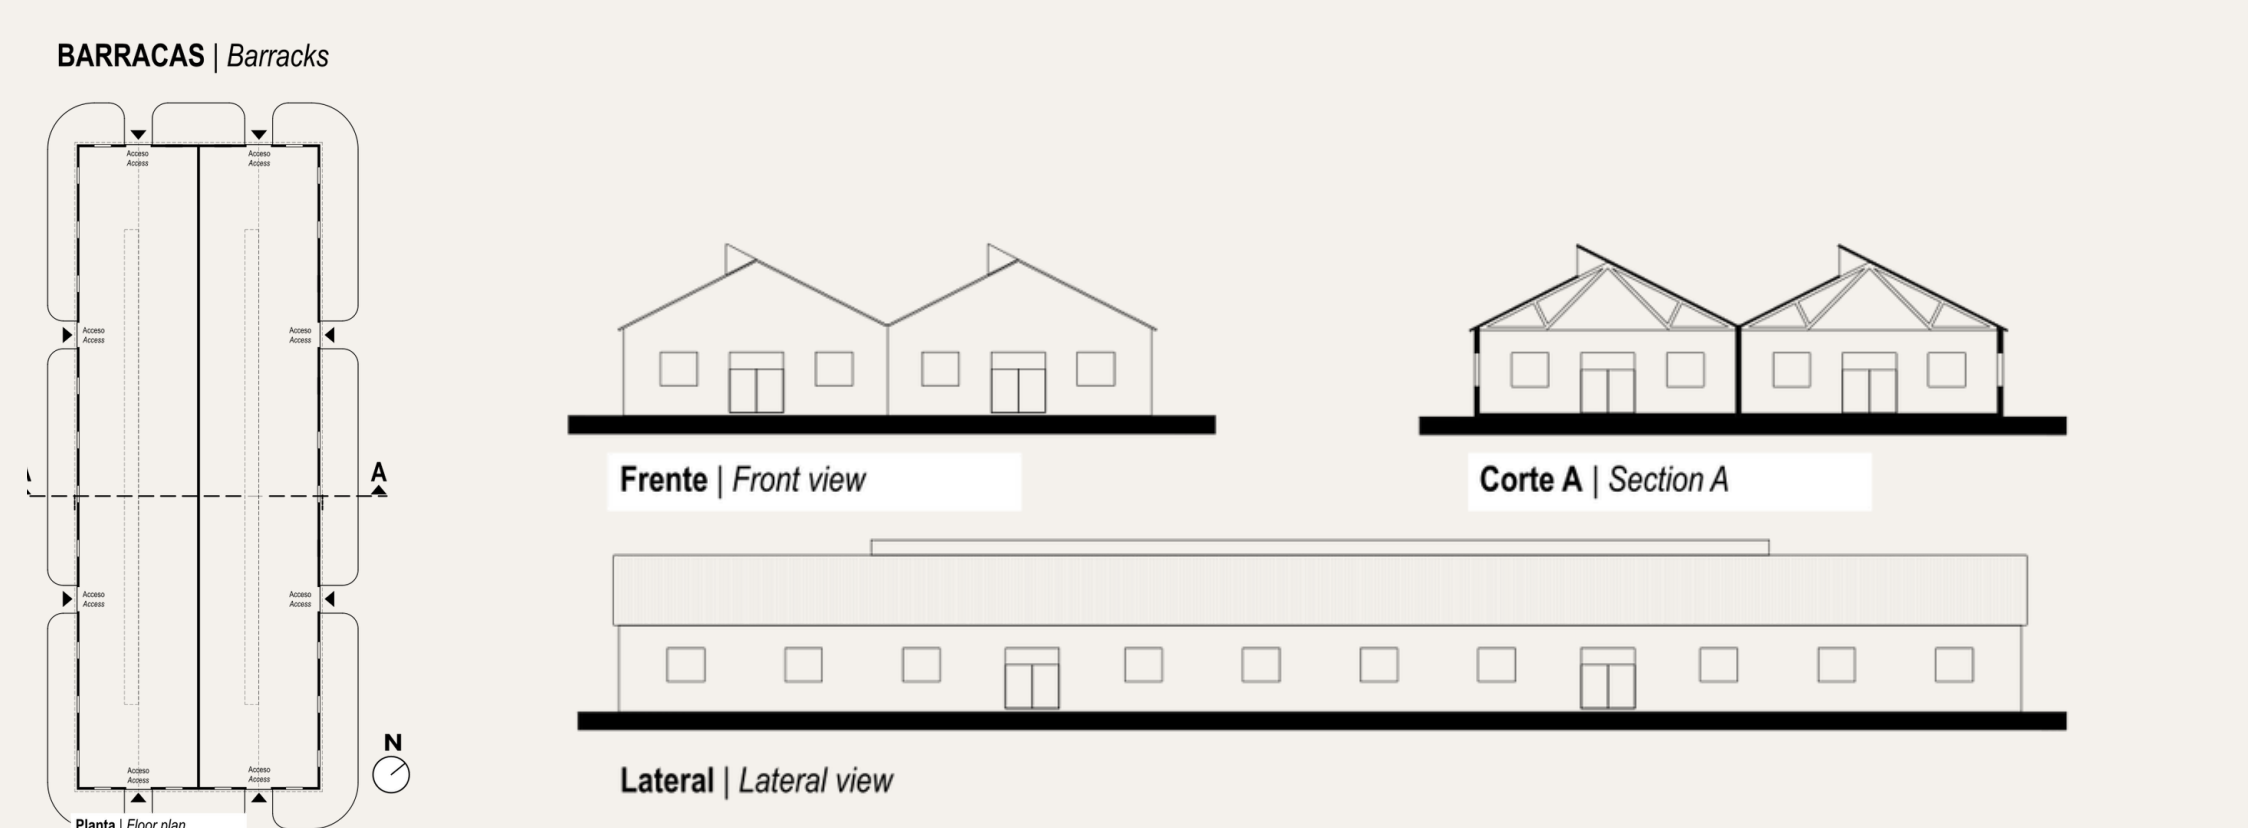 BARRACAS | Barracks
Acceso
Access
Acceso
Access
Acceso
Access
Acceso
Access
A
Acceso
Access
Acceso
Access
Acceso
Access
Acceso
Access
N
Planta | Floor plan
Frente | Front view
Corte A | Section A
Lateral | Lateral view